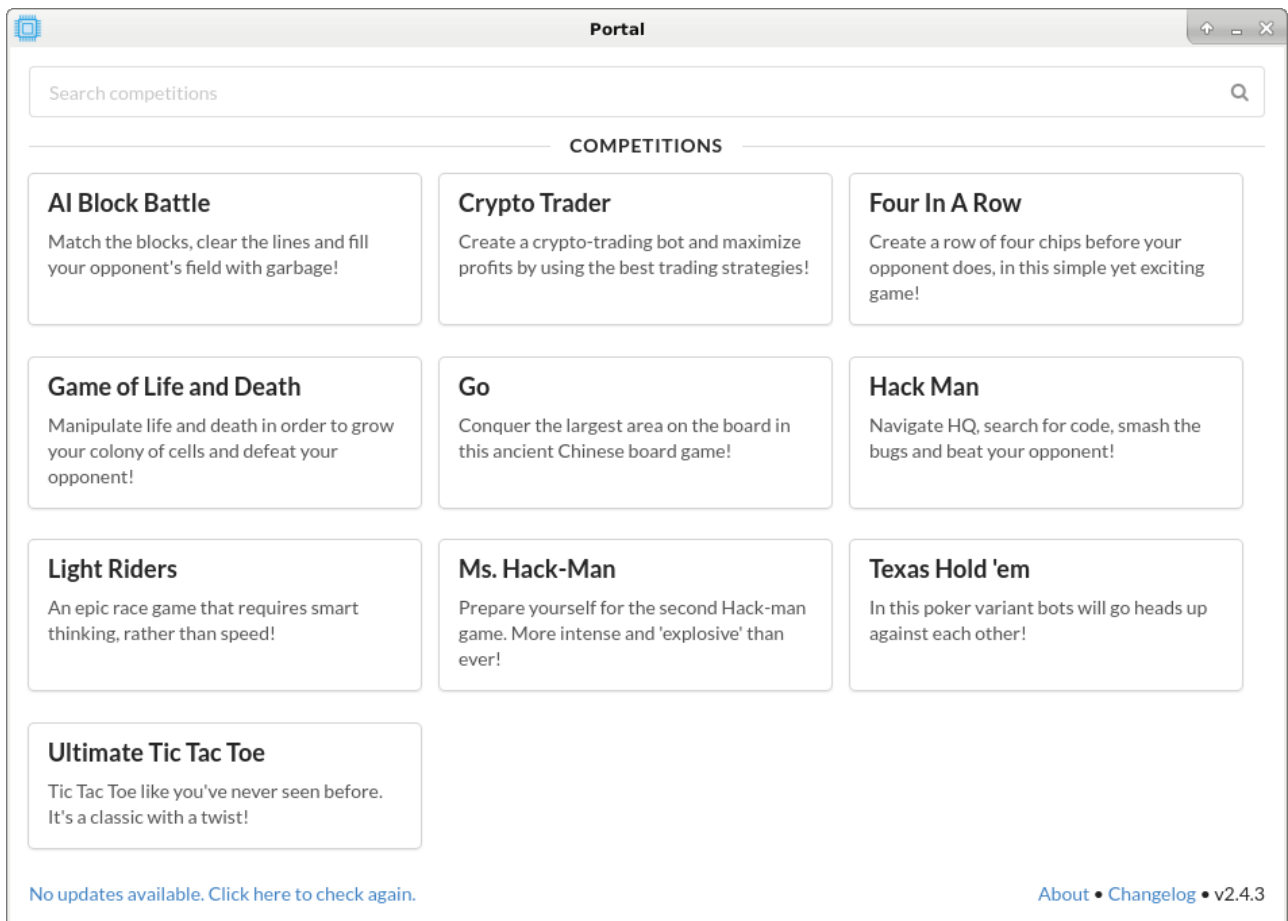 Portal
Search competitions
COMPETITIONS
AI Block Battle
Match the blocks, clear the lines and fill
your opponent's field with garbage!
Crypto Trader
Create a crypto-trading bot and maximize
profits by using the best trading strategies!
Four In A Row
Create a row of four chips before your
opponent does, in this simple yet exciting
game!
Game of Life and Death
Manipulate life and death in order to grow
your colony of cells and defeat your
opponent!
Go
Conquer the largest area on the board in
this ancient Chinese board game!
Hack Man
Navigate HQ, search for code, smash the
bugs and beat your opponent!
Light Riders
An epic race game that requires smart
thinking, rather than speed!
Ms. Hack-Man
Prepare yourself for the second Hack-man
game. More intense and 'explosive' than
ever!
Texas Hold 'em
In this poker variant bots will go heads up
against each other!
Ultimate Tic Tac Toe
Tic Tac Toe like you've never seen before.
It's a classic with a twist!
No updates available. Click here to check again.
About • Changelog • v2.4.3